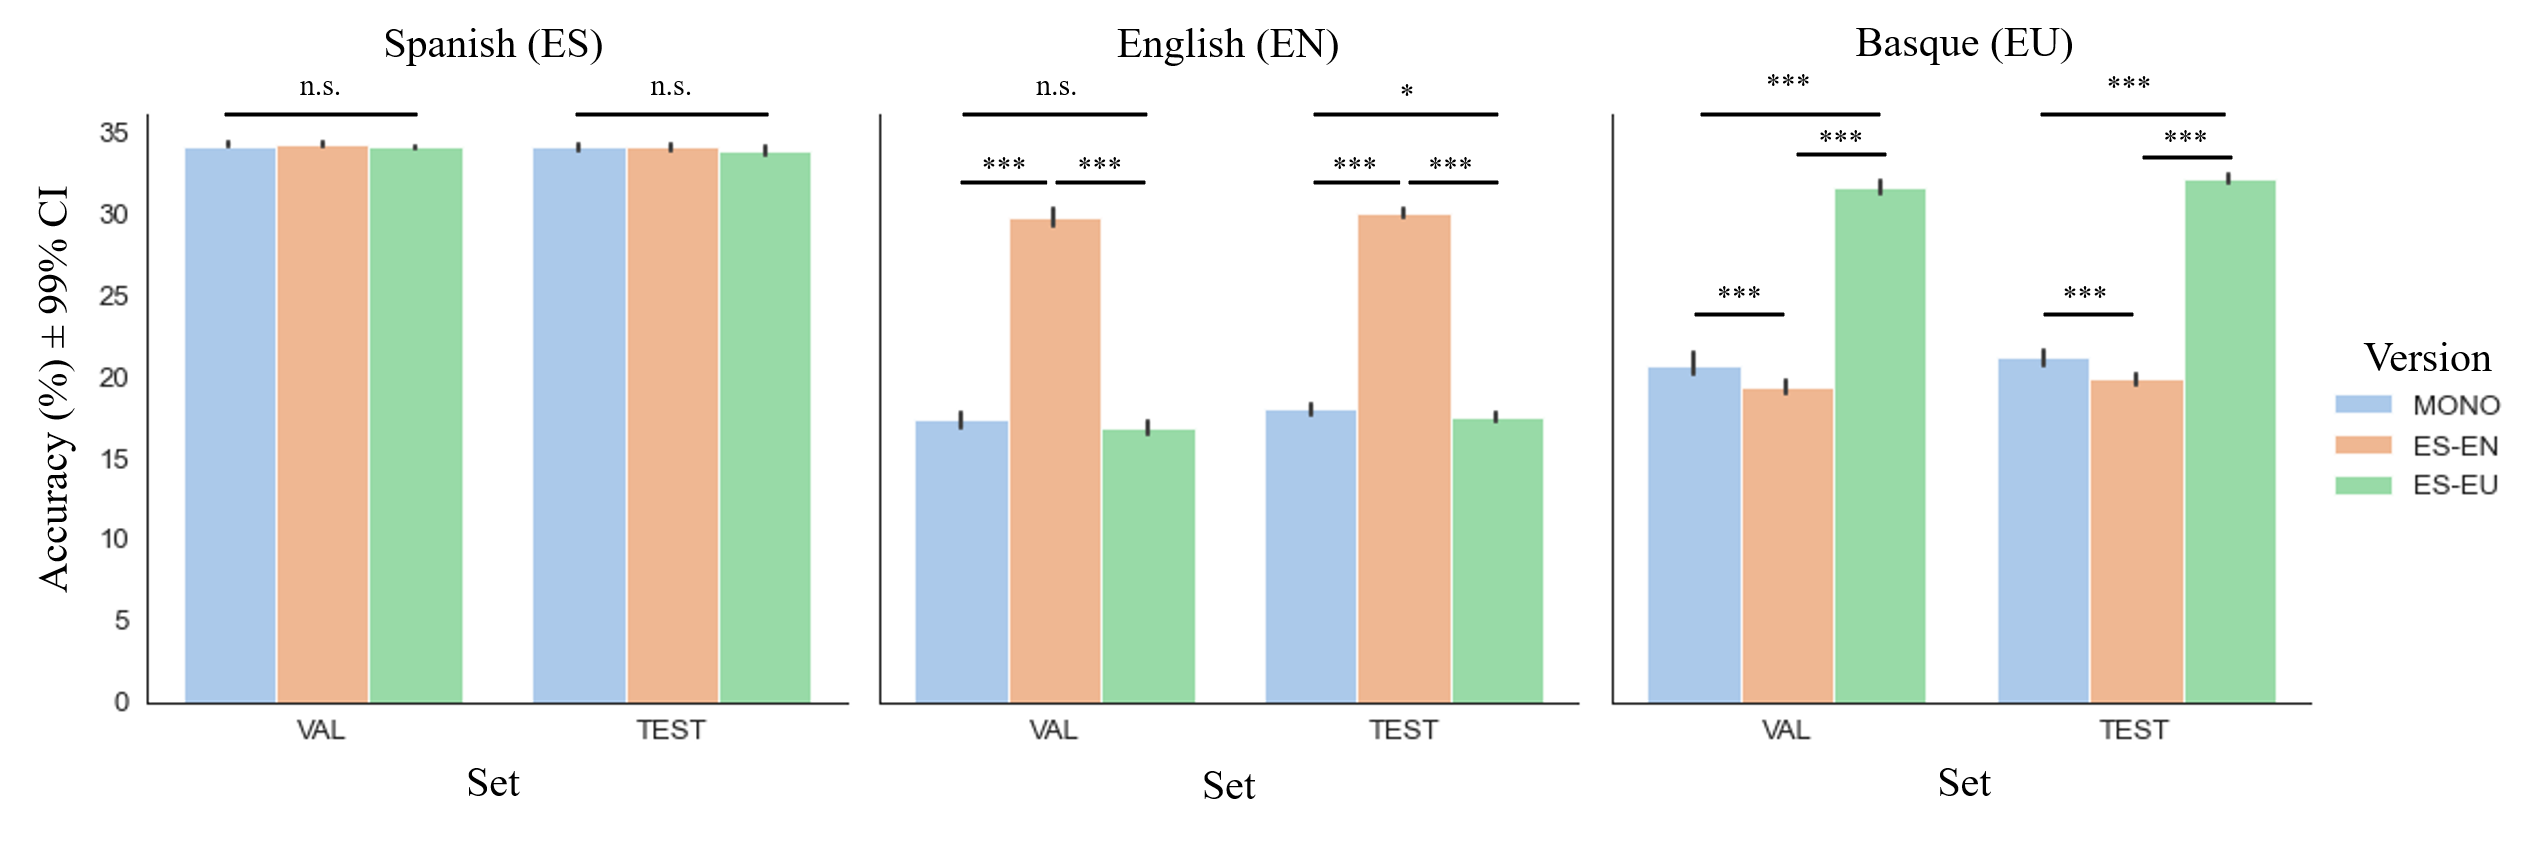 Spanish (ES)
English (EN)
Basque (EU)
n.s.
n.s.
n.s.
*
***
***
***
***
***
***
***
***
***
***
Accuracy (%) ± 99% CI
35
30
25
20
15
10
5
0
VAL
TEST
VAL
TEST
VAL
TEST
Set
Set
Set
Version
MONO
ES-EN
ES-EU